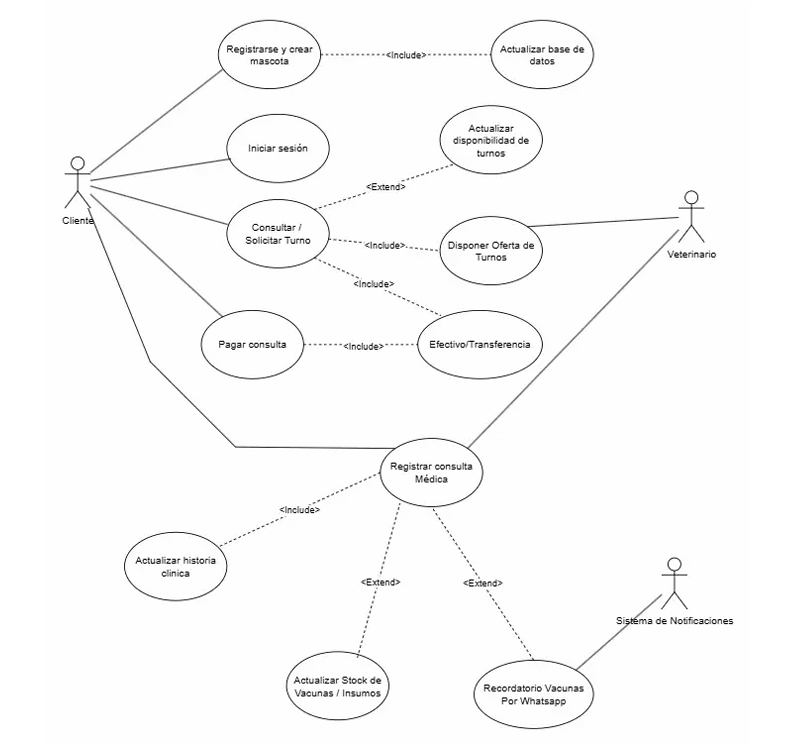 Registrarse y crear
mascota
<Include>
Actualizar base de
datos
Iniciar sesión
Actualizar
disponibilidad de
turnos
<Extend>
Cliente
Consultar /
Solicitar Turno
<Include>
Disponer Oferta de
Turnos
Veterinario
<Include>
Pagar consulta
<Include>
Efectivo/Transferencia
Registrar consulta
Médica
<Include>
Actualizar historia
clinica
<Extend>
<Extend>
Sistema de Notificaciones
Actualizar Stock de
Vacunas / Insumos
Recordatorio Vacunas
Por Whatsapp